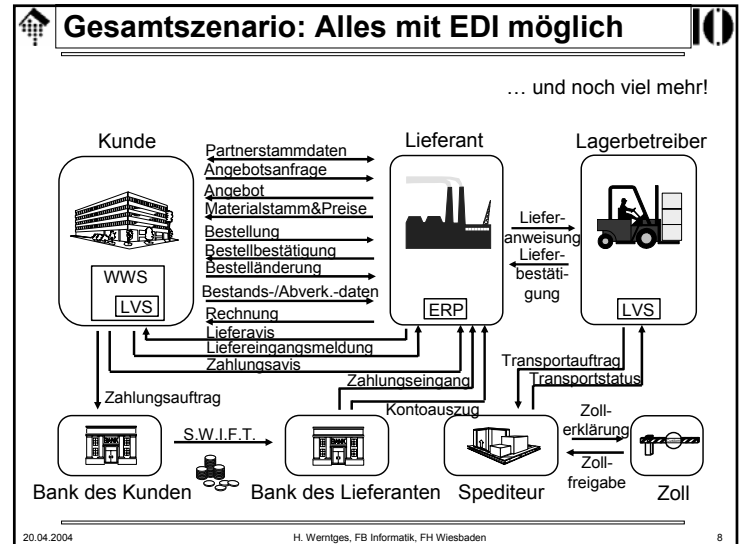 Gesamtszenario: Alles mit EDI möglich
… und noch viel mehr!
Kunde
Lieferant
Lagerbetreiber
Partnerstammdaten
Angebotsanfrage
Angebot
Materialstamm&Preise
Bestellung
Bestellbestätigung
Bestelländerung
Bestands-/Abverk.-daten
Rechnung
Lieferavis
Liefereingangsmeldung
Zahlungsavis
WWS
LVS
ERP
LVS
Liefer-
anweisung
Liefer-
bestäti-
gung
Zahlungseingang
Kontoauszug
Transportauftrag
Transportstatus
Zahlungsauftrag
S.W.I.F.T.
Zoll-
erklärung
Zoll-
freigabe
BANK
BANK
Bank des Kunden
Bank des Lieferanten
Spediteur
Zoll
20.04.2004
H. Werntges, FB Informatik, FH Wiesbaden
8